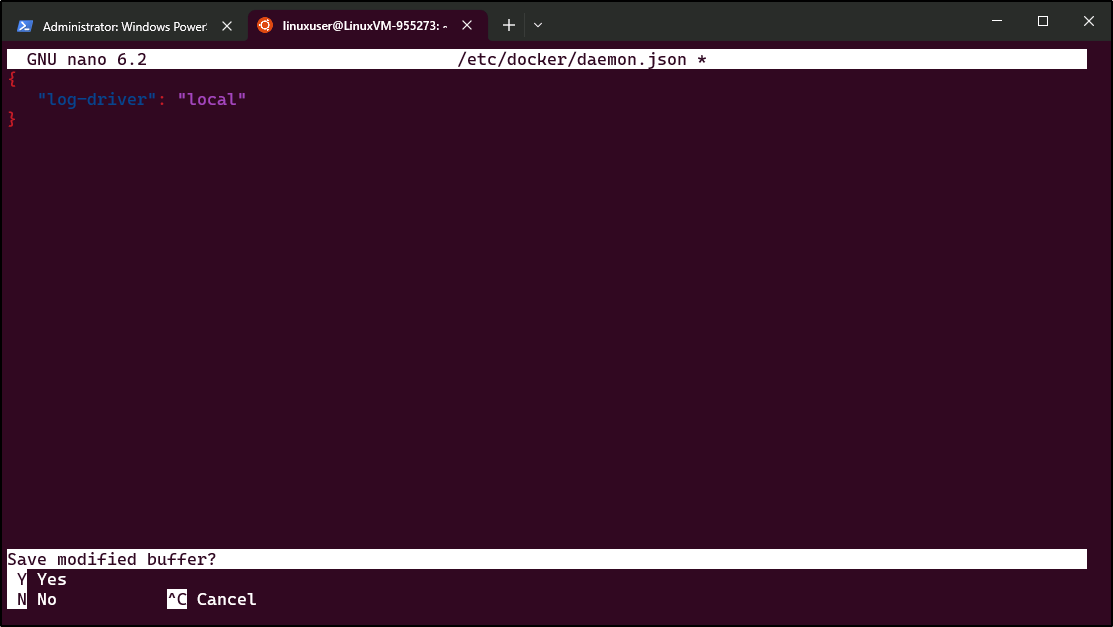 Administrator: Windows Power
linuxuser@LinuxVM-955273: ~
GNU nano 6.2 /etc/docker/daemon.json *
{
"log-driver": "local"
}
Save modified buffer?
Y Yes
N No ^C Cancel